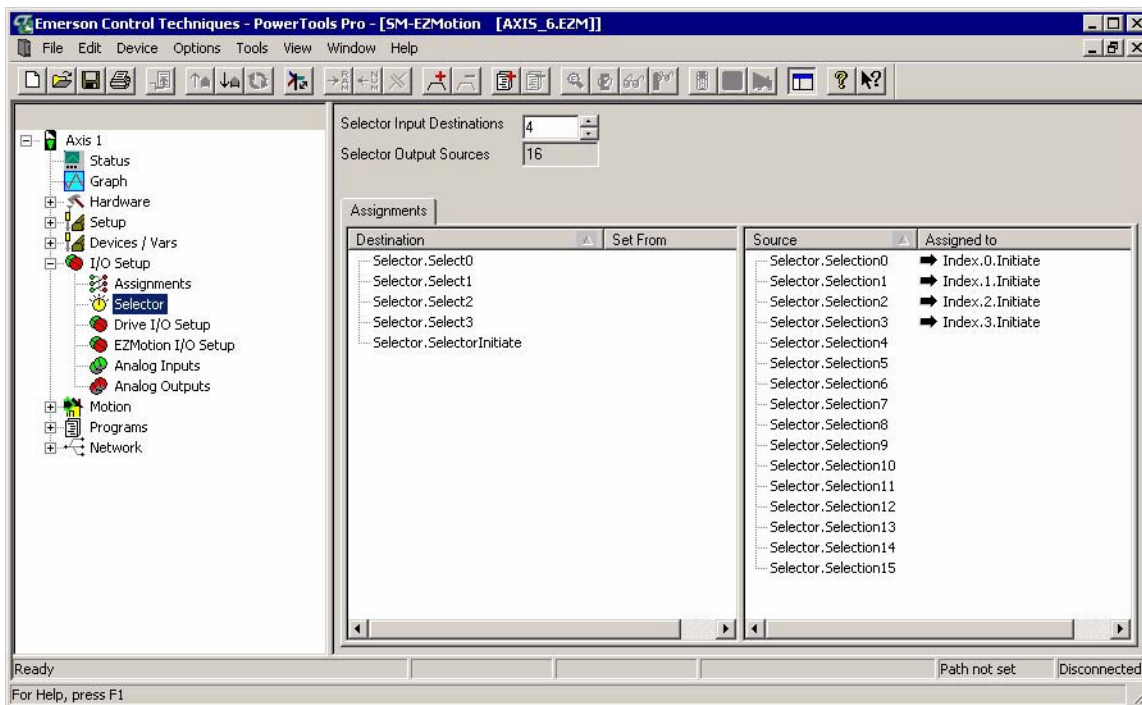 Emerson Control Techniques - PowerTools Pro - [SM-EZMotion [AXIS_6.EZM]]
File Edit Device Options Tools View Window Help
Selector Input Destinations 4
Selector Output Sources 16
Axis 1
Status
Graph
Hardware
Setup
Devices / Vars
I/O Setup
Assignments
Selector
Drive I/O Setup
EZMotion I/O Setup
Analog Inputs
Analog Outputs
Motion
Programs
Network
Assignments
Destination Set From
Selector.Select0
Selector.Select1
Selector.Select2
Selector.Select3
Selector.SelectorInitiate
Source Assigned to
Selector.Selection0 Index.0.Initiate
Selector.Selection1 Index.1.Initiate
Selector.Selection2 Index.2.Initiate
Selector.Selection3 Index.3.Initiate
Selector.Selection4
Selector.Selection5
Selector.Selection6
Selector.Selection7
Selector.Selection8
Selector.Selection9
Selector.Selection10
Selector.Selection11
Selector.Selection12
Selector.Selection13
Selector.Selection14
Selector.Selection15
Ready Path not set Disconnected
For Help, press F1